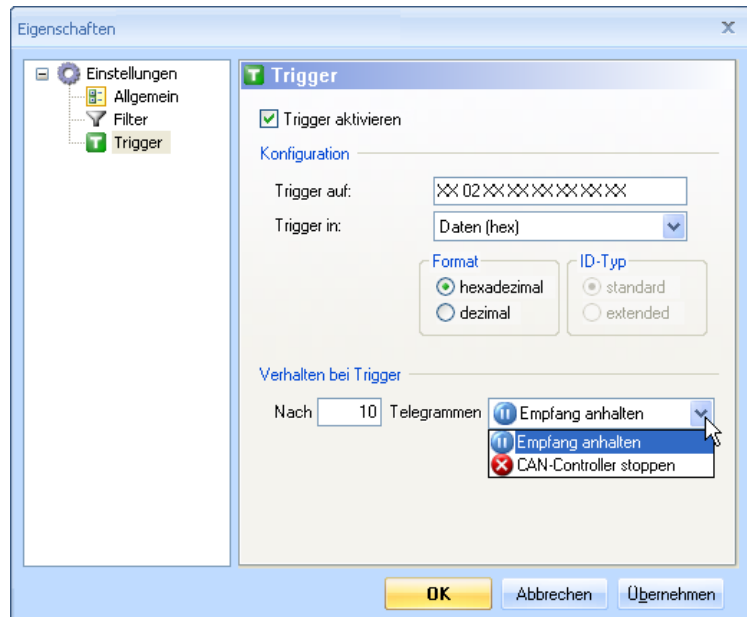 Eigenschaften
Einstellungen
Allgemein
Filter
Trigger
Trigger
Trigger aktivieren
Konfiguration
Trigger auf: XX 02 XX XX XX XX XX XX
Trigger in: Daten (hex)
Format
hexadezimal
dezimal
ID-Typ
standard
extended
Verhalten bei Trigger
Nach 10 Telegrammen Empfang anhalten
Empfang anhalten
CAN-Controller stoppen
OK Abbrechen Übernehmen